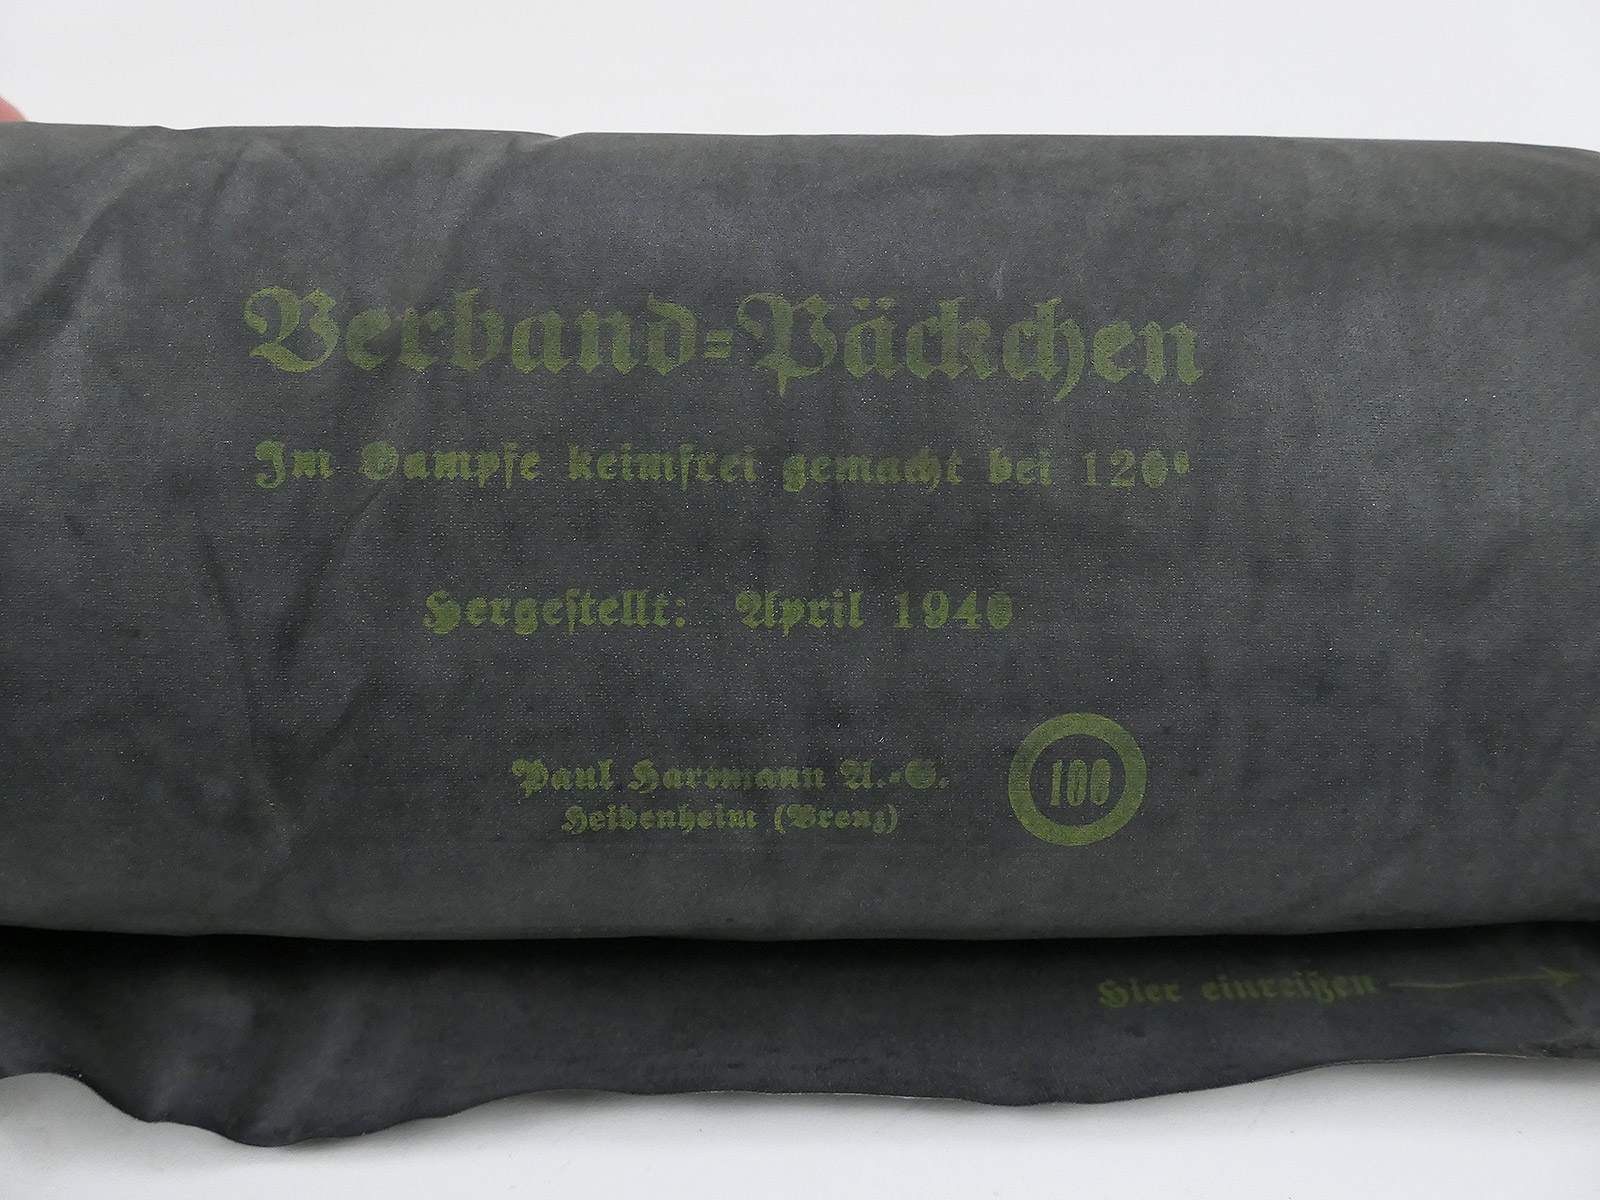 Verband=Päckchen
Im Dampfe keimfrei gemacht bei 120°
Hergestellt: April 1940
Paul Hartmann A.-G.
Heidenheim (Brenz)
100
Hier einreißen